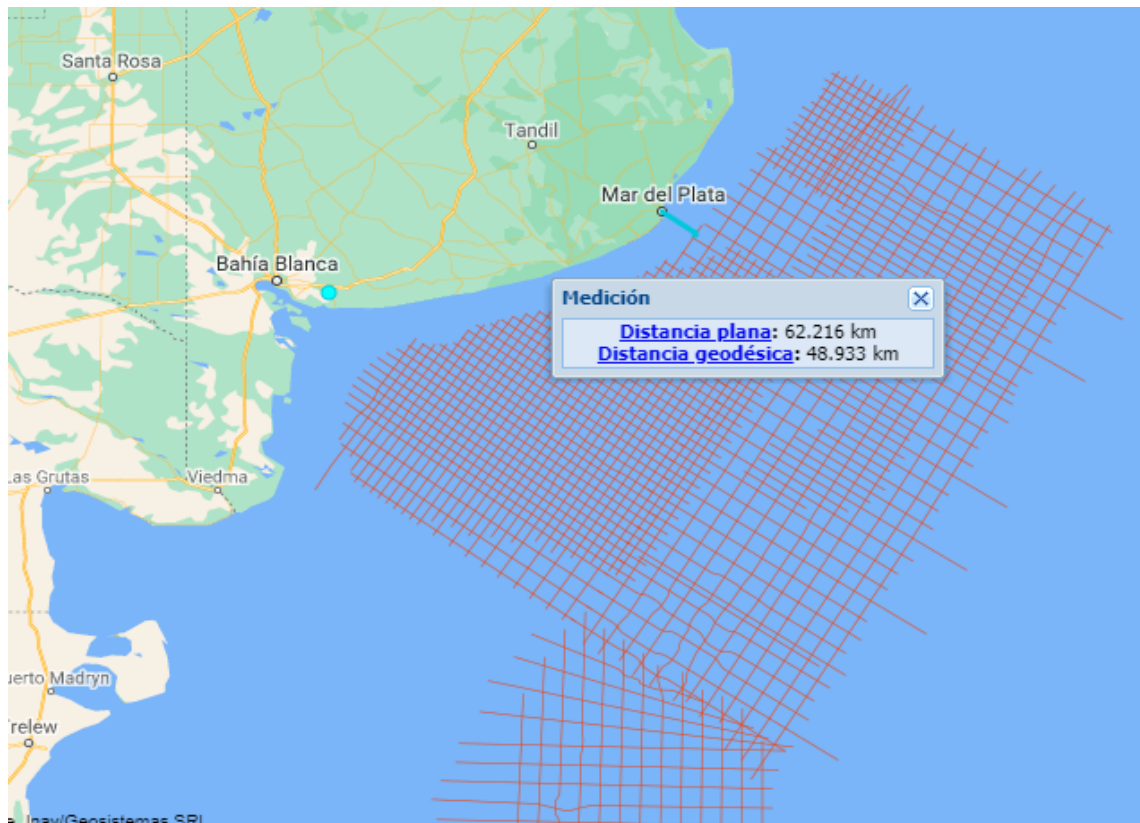 Santa Rosa
Tandil
Mar del Plata
Bahía Blanca
Medición
Distancia plana: 62.216 km
Distancia geodésica: 48.933 km
Las Grutas
Viedma
uerto Madryn
Trelew
Inav/Geosistemas SRL